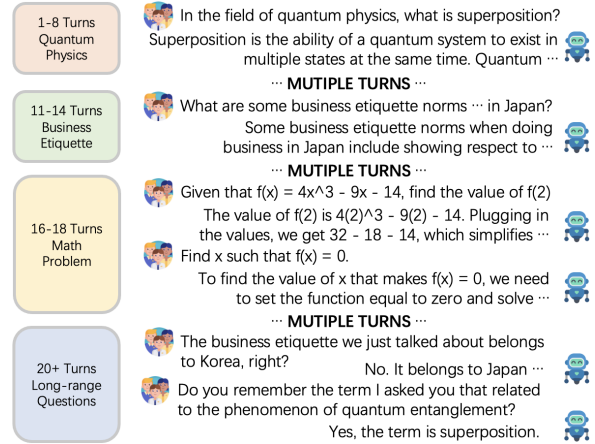 1-8 Turns
Quantum
Physics
In the field of quantum physics, what is superposition?
Superposition is the ability of a quantum system to exist in
multiple states at the same time. Quantum ···
··· MUTIPLE TURNS ···
11-14 Turns
Business
Etiquette
What are some business etiquette norms ··· in Japan?
Some business etiquette norms when doing
business in Japan include showing respect to ···
··· MUTIPLE TURNS ···
16-18 Turns
Math
Problem
Given that f(x) = 4x^3 - 9x - 14, find the value of f(2)
The value of f(2) is 4(2)^3 - 9(2) - 14. Plugging in
the values, we get 32 - 18 - 14, which simplifies ···
Find x such that f(x) = 0.
To find the value of x that makes f(x) = 0, we need
to set the function equal to zero and solve ···
··· MUTIPLE TURNS ···
20+ Turns
Long-range
Questions
The business etiquette we just talked about belongs
to Korea, right?
No. It belongs to Japan ···
Do you remember the term I asked you that related
to the phenomenon of quantum entanglement?
Yes, the term is superposition.